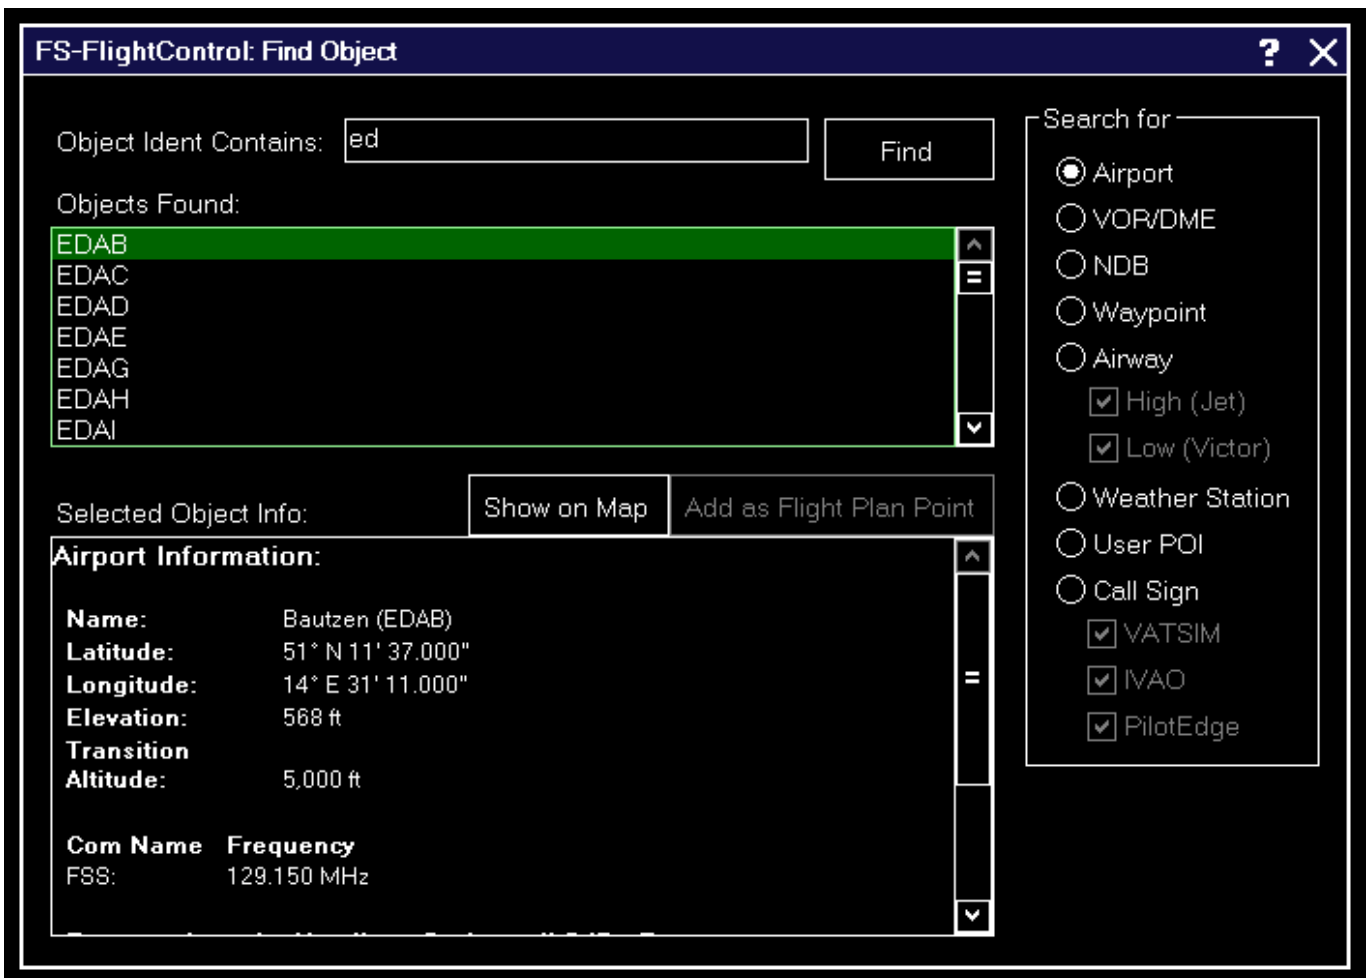 FS-FlightControl: Find Object
Object Ident Contains: ed
Find
Objects Found:
EDAB
EDAC
EDAD
EDAE
EDAG
EDAH
EDAI
Selected Object Info:
Show on Map
Add as Flight Plan Point
Airport Information:
Name: Bautzen (EDAB)
Latitude: 51° N 11' 37.000"
Longitude: 14° E 31' 11.000"
Elevation: 568 ft
Transition
Altitude: 5,000 ft
Com Name Frequency
FSS: 129.150 MHz
Search for
Airport
VOR/DME
NDB
Waypoint
Airway
High (Jet)
Low (Victor)
Weather Station
User POI
Call Sign
VATSIM
IVAO
PilotEdge